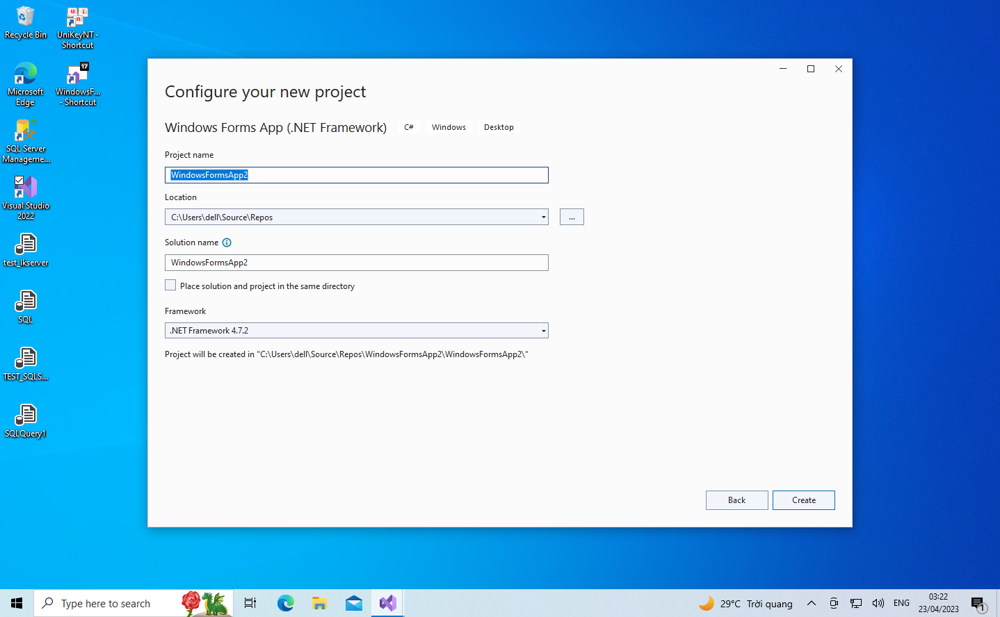 Recycle Bin
UniKeyNT -
Shortcut
Microsoft
Edge
17
WindowsF...
- Shortcut
SQL Server
Manageme...
Visual Studio
2022
test_lkserver
SQL
TEST_SQLS...
SQLQuery1
Configure your new project
Windows Forms App (.NET Framework) C# Windows Desktop
Project name
WindowsFormsApp2
Location
C:\Users\dell\Source\Repos
...
Solution name
WindowsFormsApp2
Place solution and project in the same directory
Framework
.NET Framework 4.7.2
Project will be created in "C:\Users\dell\Source\Repos\WindowsFormsApp2\WindowsFormsApp2\"
Back Create
Type here to search
29°C Trời quang
ENG
03:22
23/04/2023
1